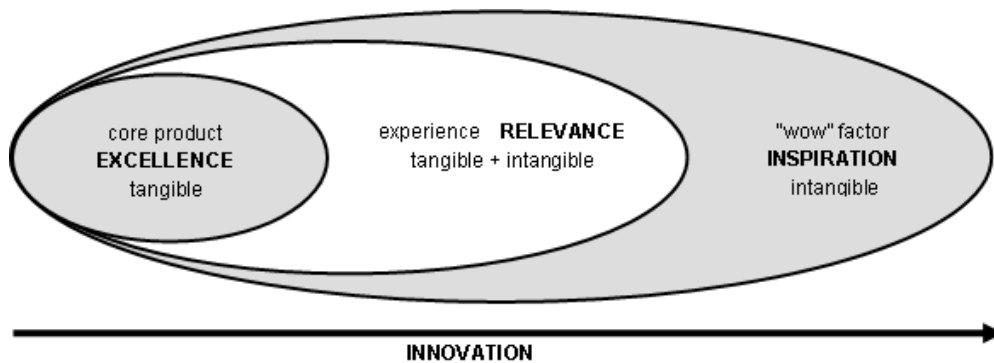 core product
EXCELLENCE
tangible
experience RELEVANCE
tangible + intangible
"wow" factor
INSPIRATION
intangible
INNOVATION